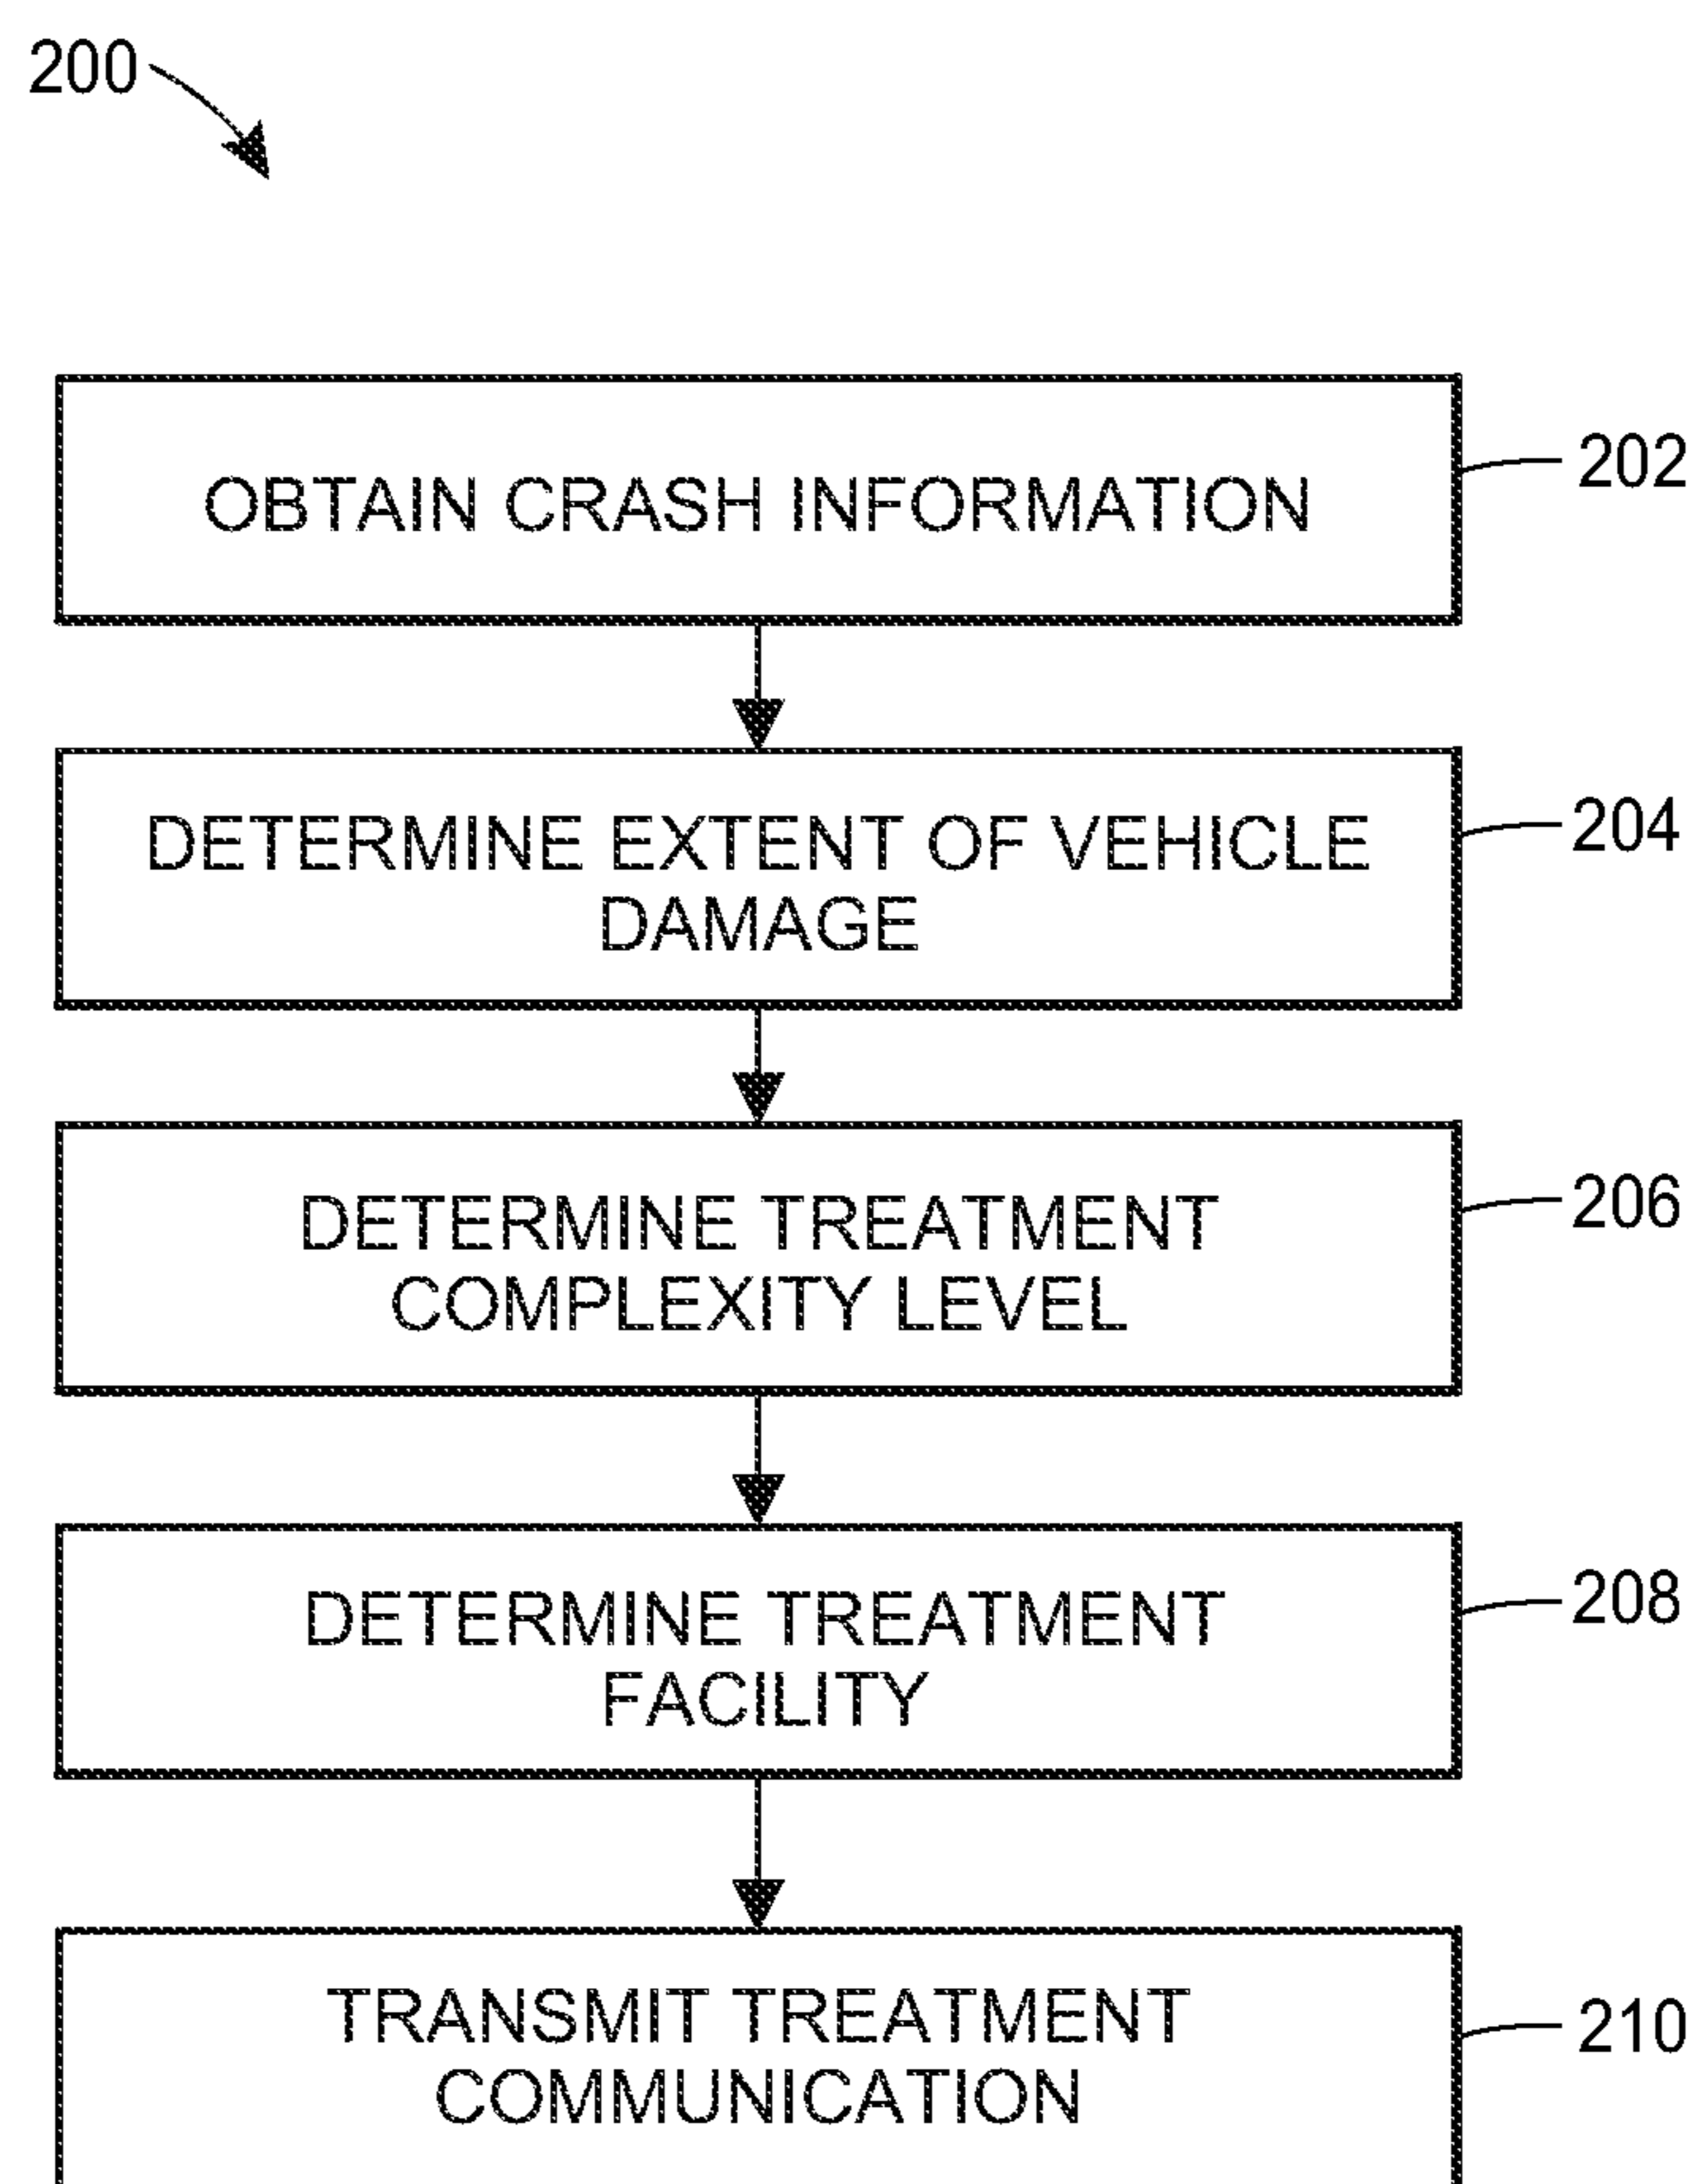 200
OBTAIN CRASH INFORMATION
202
DETERMINE EXTENT OF VEHICLE
DAMAGE
204
DETERMINE TREATMENT
COMPLEXITY LEVEL
206
DETERMINE TREATMENT
FACILITY
208
TRANSMIT TREATMENT
COMMUNICATION
210